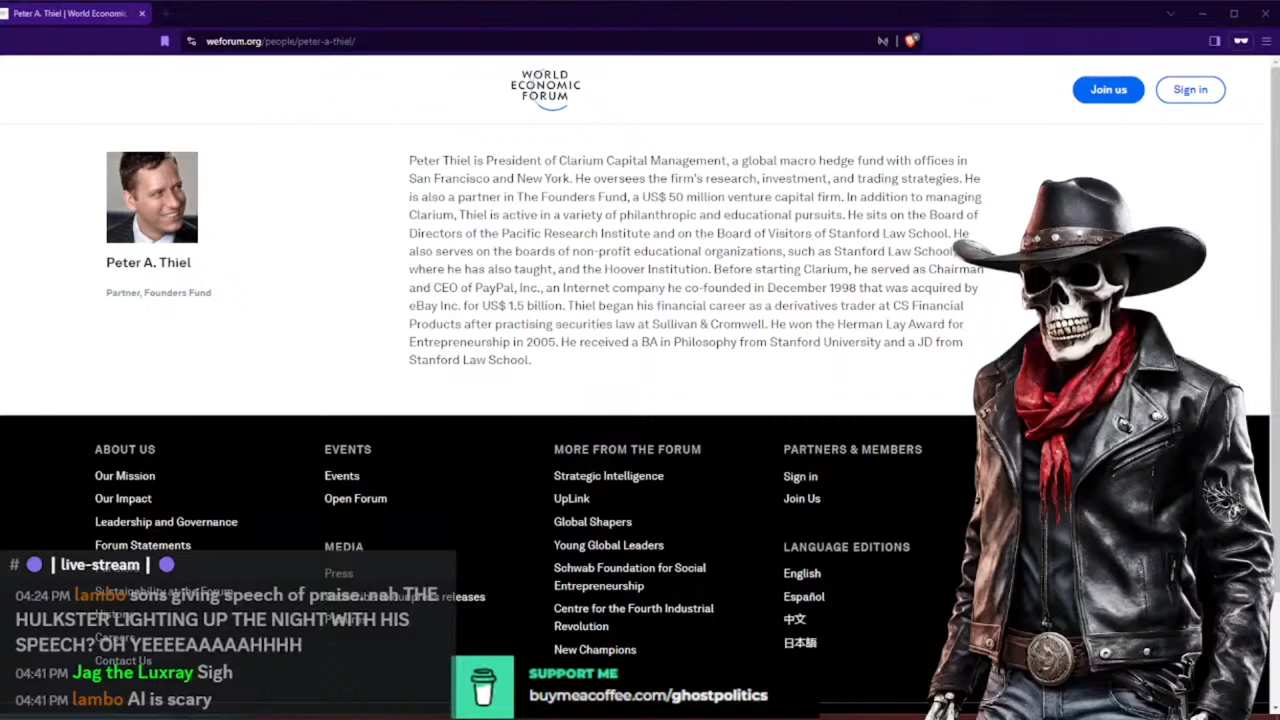 Peter A. Thiel | World Economic
weforum.org/people/peter-a-thiel/
WORLD
ECONOMIC
FORUM
Join us
Sign in
Peter Thiel is President of Clarium Capital Management, a global macro hedge fund with offices in
San Francisco and New York. He oversees the firm's research, investment, and trading strategies. He
is also a partner in The Founders Fund, a US$ 50 million venture capital firm. In addition to managing
Clarium, Thiel is active in a variety of philanthropic and educational pursuits. He sits on the Board of
Directors of the Pacific Research Institute and on the Board of Visitors of Stanford Law School. He
also serves on the boards of non-profit educational organizations, such as Stanford Law School,
where he has also taught, and the Hoover Institution. Before starting Clarium, he served as Chairman
and CEO of PayPal, Inc., an Internet company he co-founded in December 1998 that was acquired by
eBay Inc. for US$ 1.5 billion. Thiel began his financial career as a derivatives trader at CS Financial
Products after practising securities law at Sullivan & Cromwell. He won the Herman Lay Award for
Entrepreneurship in 2005. He received a BA in Philosophy from Stanford University and a JD from
Stanford Law School.
Peter A. Thiel
Partner, Founders Fund
ABOUT US
Our Mission
Our Impact
Leadership and Governance
Forum Statements
Contact Us
EVENTS
Events
Open Forum
MEDIA
Press
releases
MORE FROM THE FORUM
Strategic Intelligence
UpLink
Global Shapers
Young Global Leaders
Schwab Foundation for Social
Entrepreneurship
Centre for the Fourth Industrial
Revolution
New Champions
PARTNERS & MEMBERS
Sign in
Join Us
LANGUAGE EDITIONS
English
Español
中文
日本語
# | live-stream |
04:24 PM lambo sons giving speech of praise. aah THE
HULKSTER LIGHTING UP THE NIGHT WITH HIS
SPEECH? OH YEEEEAAAAAHHHH
04:41 PM Jag the Luxray Sigh
04:41 PM lambo AI is scary
SUPPORT ME
buymeacoffee.com/ghostpolitics